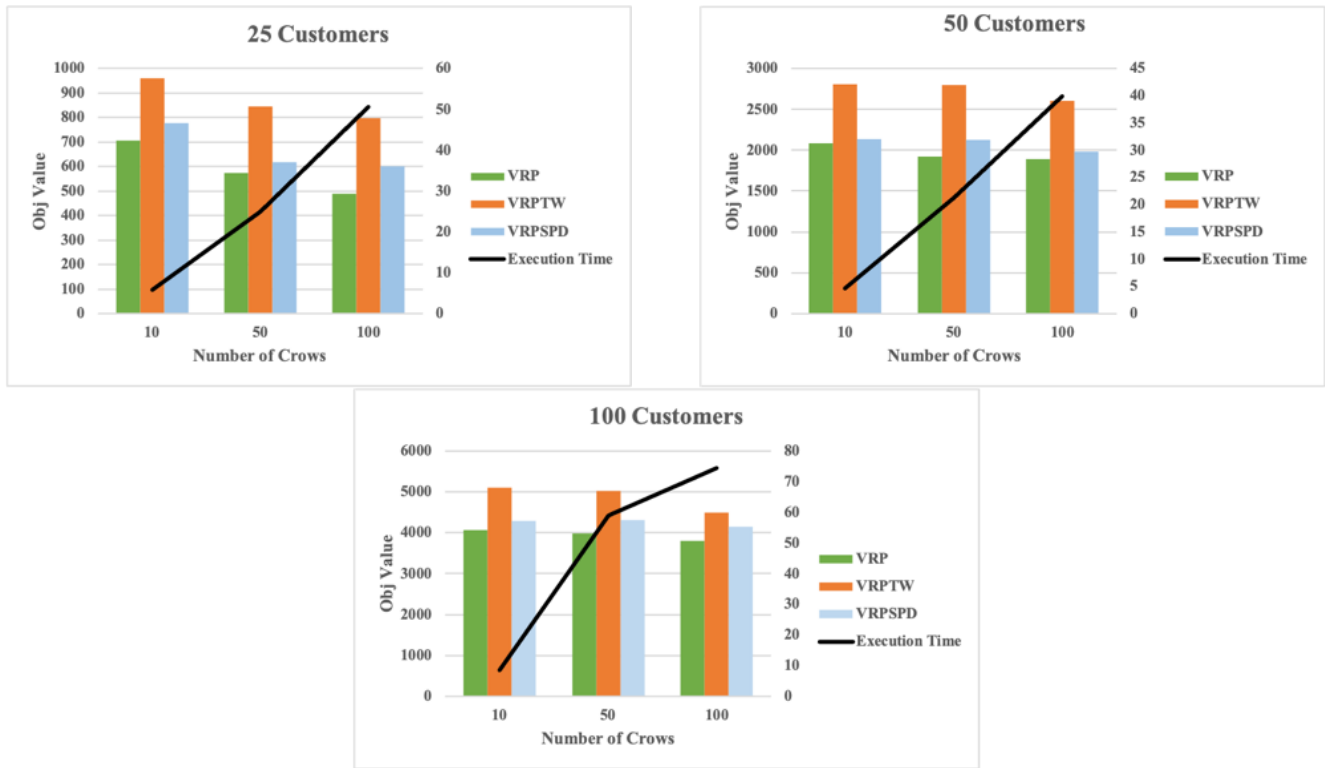 25 Customers
1000
900
800
700
600
500
400
300
200
100
0
60
50
40
30
20
10
0
Obj Value
10
50
100
Number of Crows
VRP
VRPTW
VRPSPD
Execution Time
50 Customers
3000
2500
2000
1500
1000
500
0
45
40
35
30
25
20
15
10
5
0
Obj Value
10
50
100
Number of Crows
VRP
VRPTW
VRPSPD
Execution Time
100 Customers
6000
5000
4000
3000
2000
1000
0
80
70
60
50
40
30
20
10
0
Obj Value
10
50
100
Number of Crows
VRP
VRPTW
VRPSPD
Execution Time